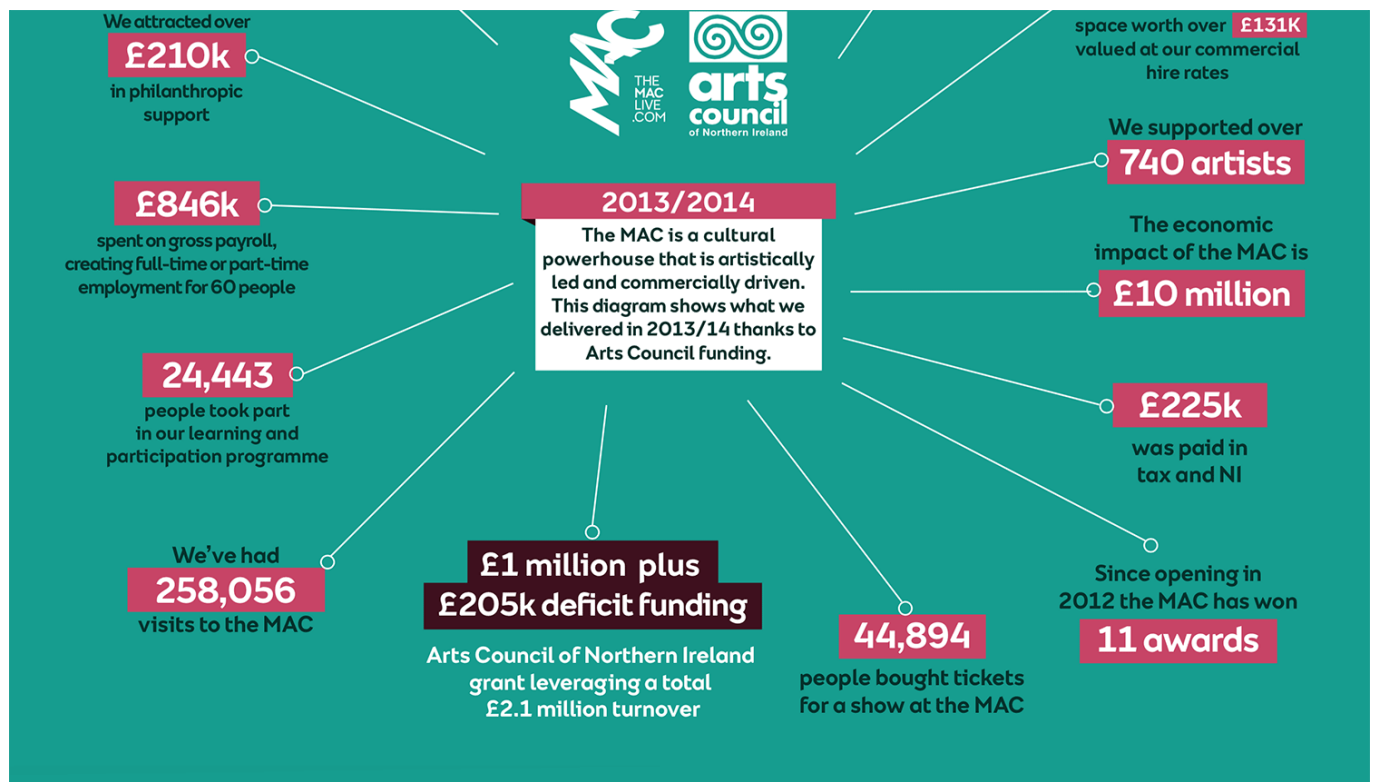 We attracted over
£210k
in philanthropic
support
£846k
spent on gross payroll,
creating full-time or part-time
employment for 60 people
24,443
people took part
in our learning and
participation programme
We've had
258,056
visits to the MAC
MAC
THE
MAC
LIVE
.COM
arts
council
of Northern Ireland
2013/2014
The MAC is a cultural
powerhouse that is artistically
led and commercially driven.
This diagram shows what we
delivered in 2013/14 thanks to
Arts Council funding.
£1 million plus
£205k deficit funding
Arts Council of Northern Ireland
grant leveraging a total
£2.1 million turnover
44,894
people bought tickets
for a show at the MAC
space worth over £131K
valued at our commercial
hire rates
We supported over
740 artists
The economic
impact of the MAC is
£10 million
£225k
was paid in
tax and NI
Since opening in
2012 the MAC has won
11 awards